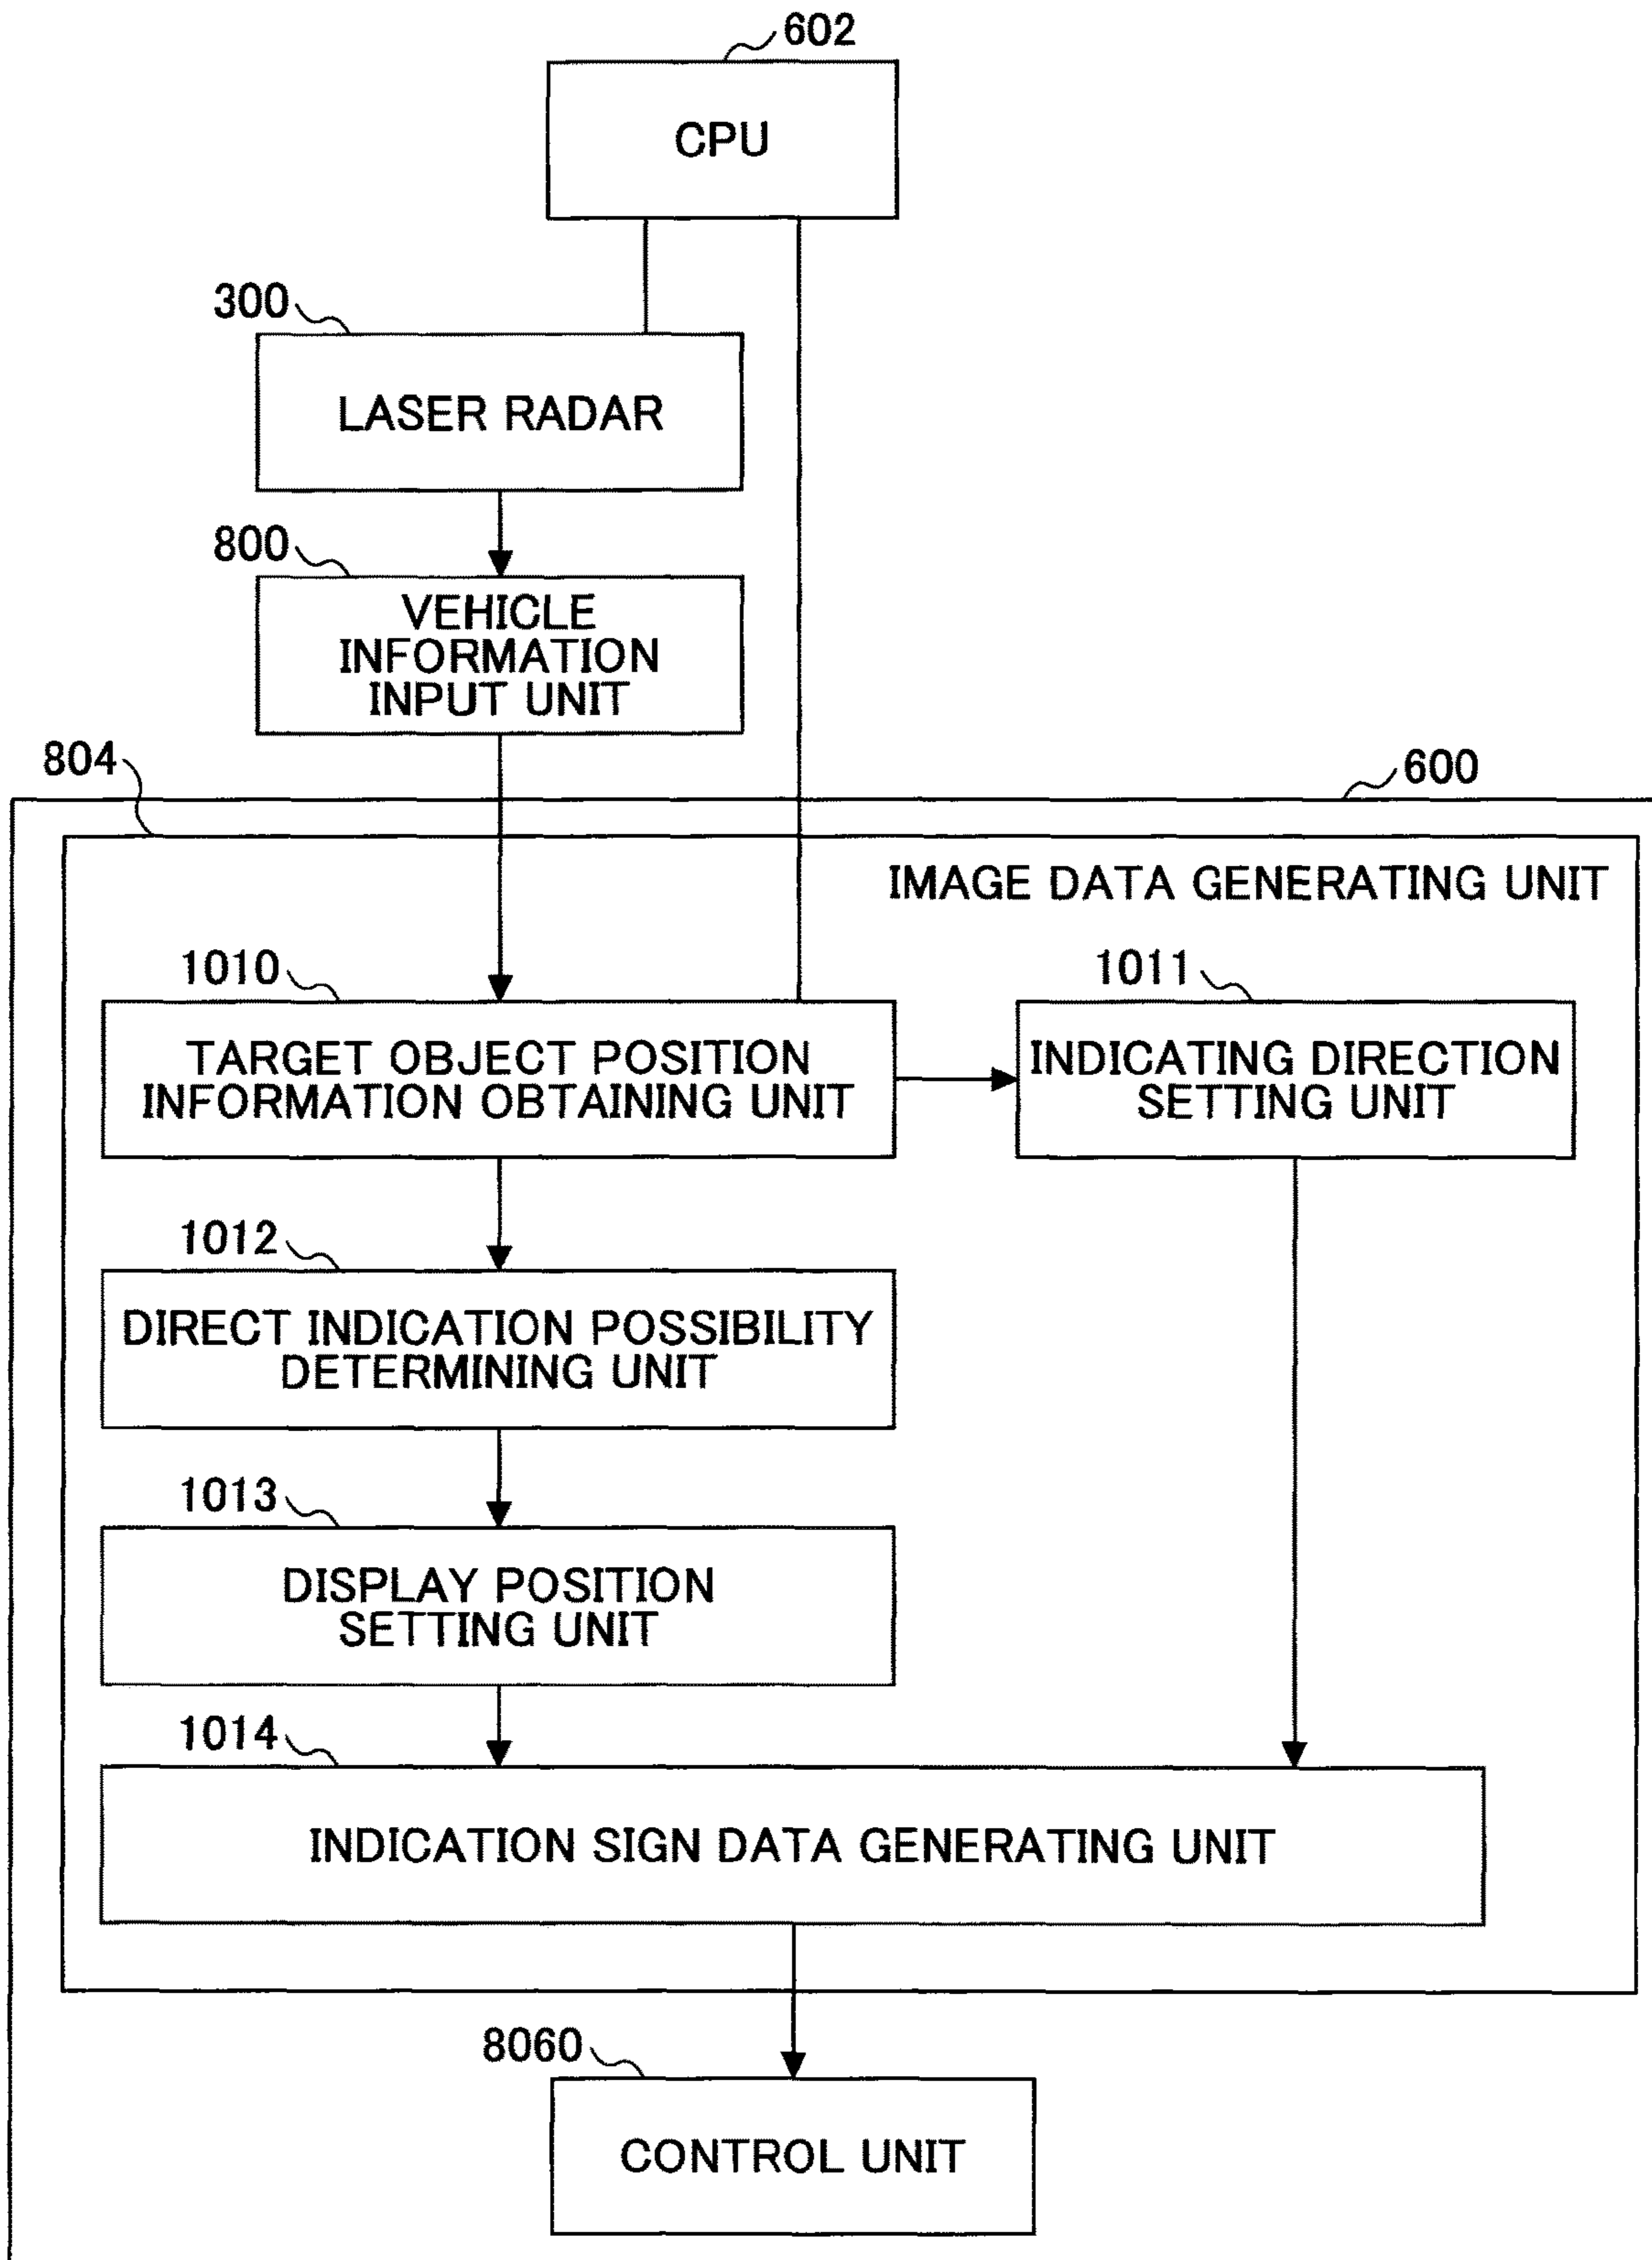 602
CPU
300
LASER RADAR
800
VEHICLE
INFORMATION
INPUT UNIT
804
600
IMAGE DATA GENERATING UNIT
1010
TARGET OBJECT POSITION
INFORMATION OBTAINING UNIT
1011
INDICATING DIRECTION
SETTING UNIT
1012
DIRECT INDICATION POSSIBILITY
DETERMINING UNIT
1013
DISPLAY POSITION
SETTING UNIT
1014
INDICATION SIGN DATA GENERATING UNIT
8060
CONTROL UNIT